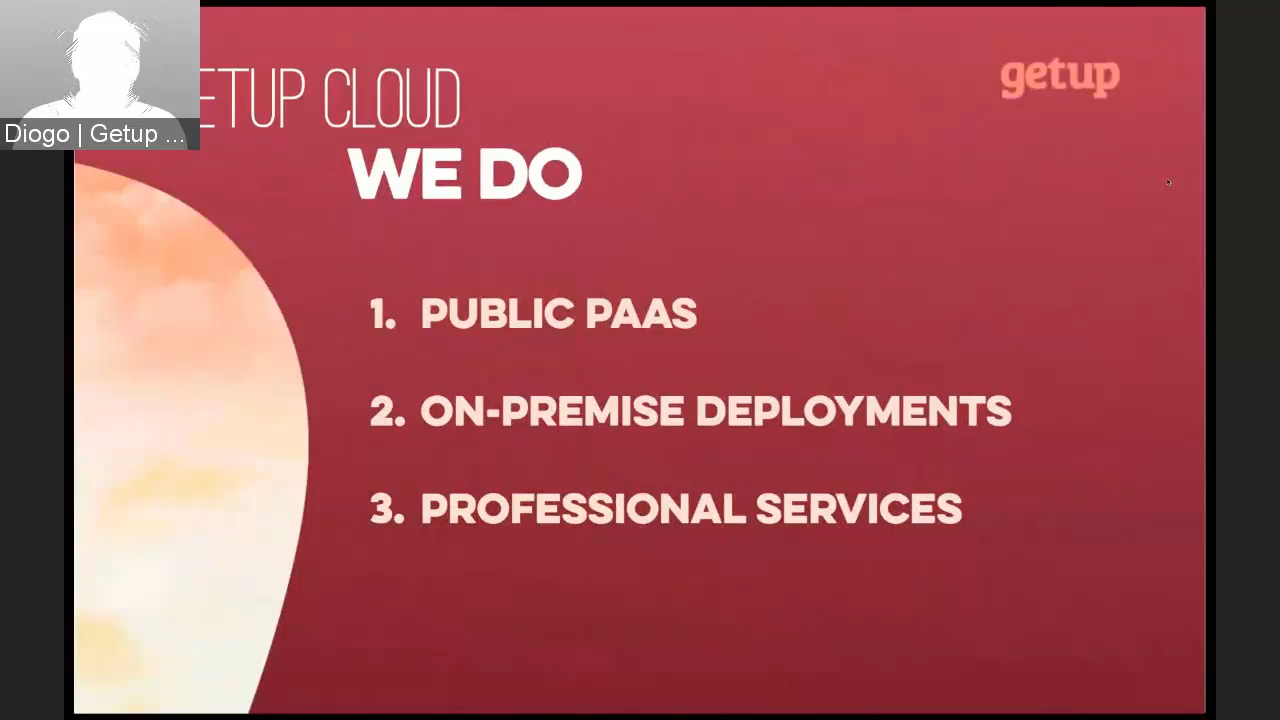 ETUP CLOUD
getup
Diogo | Getup ...
WE DO
1. PUBLIC PAAS
2. ON-PREMISE DEPLOYMENTS
3. PROFESSIONAL SERVICES